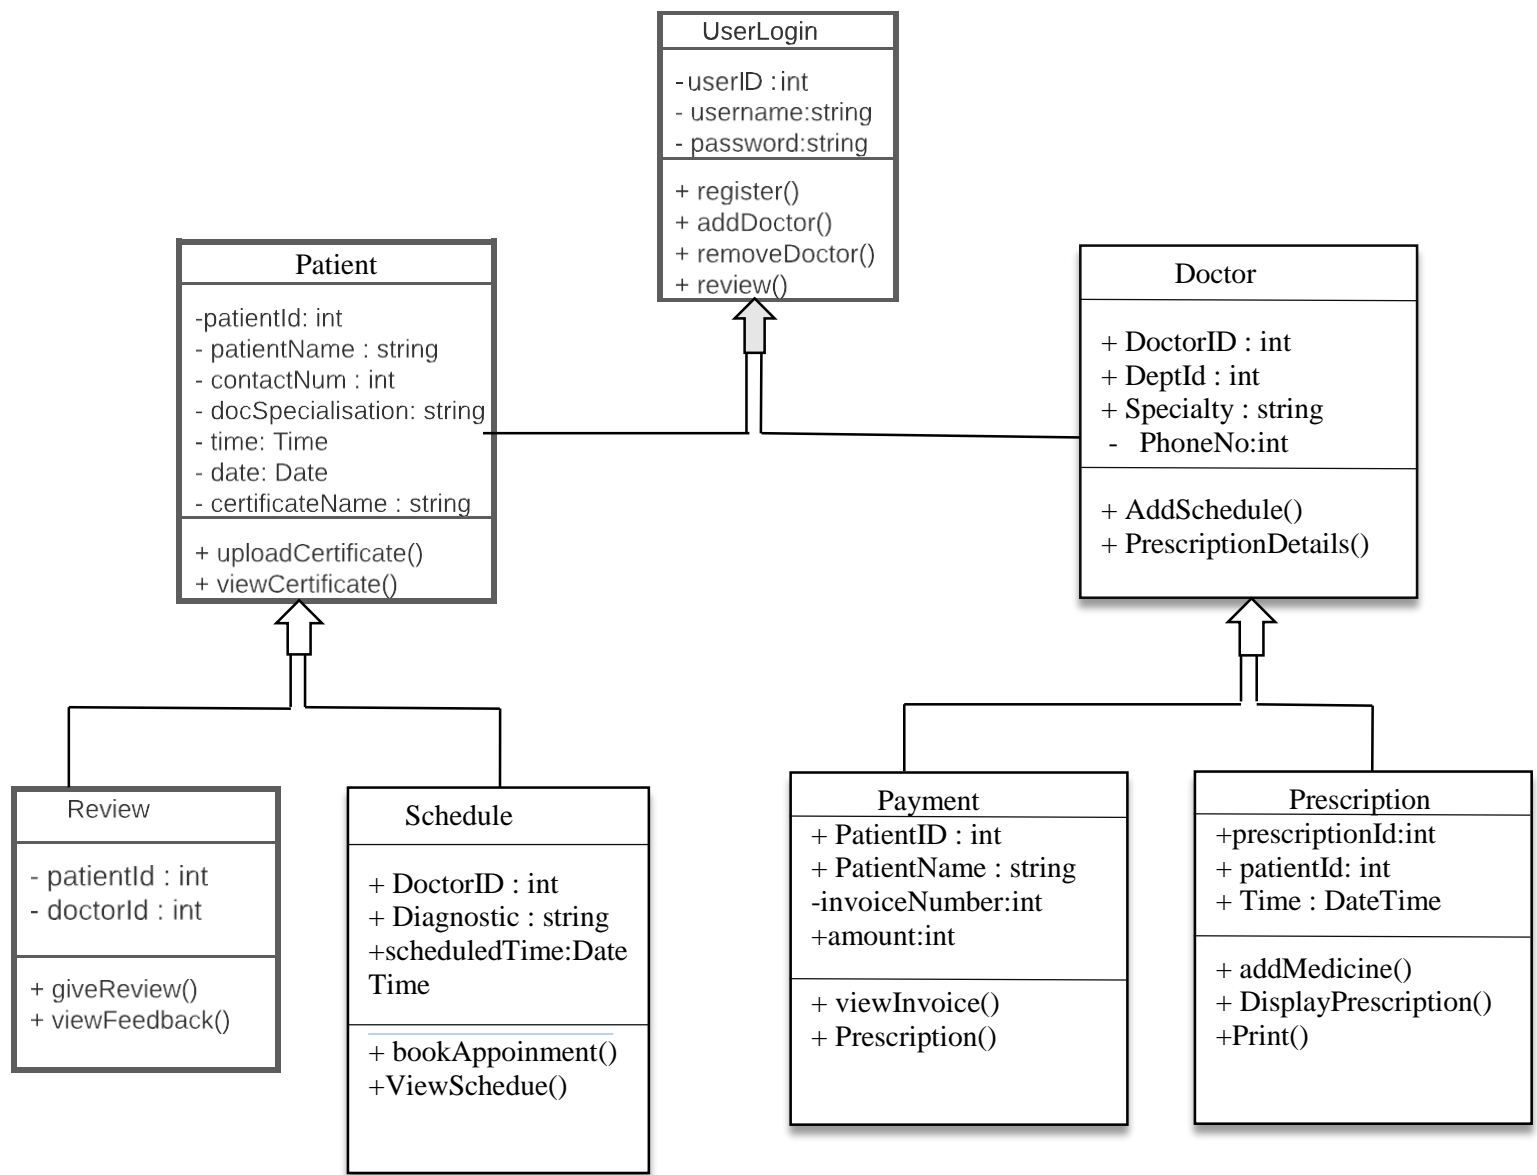 UserLogin
-userID : int
- username:string
- password:string
+ register()
+ addDoctor()
+ removeDoctor()
+ review()
Patient
-patientId: int
- patientName : string
- contactNum : int
- docSpecialisation: string
- time: Time
- date: Date
- certificateName : string
+ uploadCertificate()
+ viewCertificate()
Doctor
+ DoctorID : int
+ DeptId : int
+ Specialty : string
- PhoneNo:int
+ AddSchedule()
+ PrescriptionDetails()
Review
- patientId : int
- doctorId : int
+ giveReview()
+ viewFeedback()
Schedule
+ DoctorID : int
+ Diagnostic : string
+scheduledTime:Date
Time
+ bookAppoinment()
+ViewSchedue()
Payment
+ PatientID : int
+ PatientName : string
-invoiceNumber:int
+amount:int
+ viewInvoice()
+ Prescription()
Prescription
+prescriptionId:int
+ patientId: int
+ Time : DateTime
+ addMedicine()
+ DisplayPrescription()
+Print()